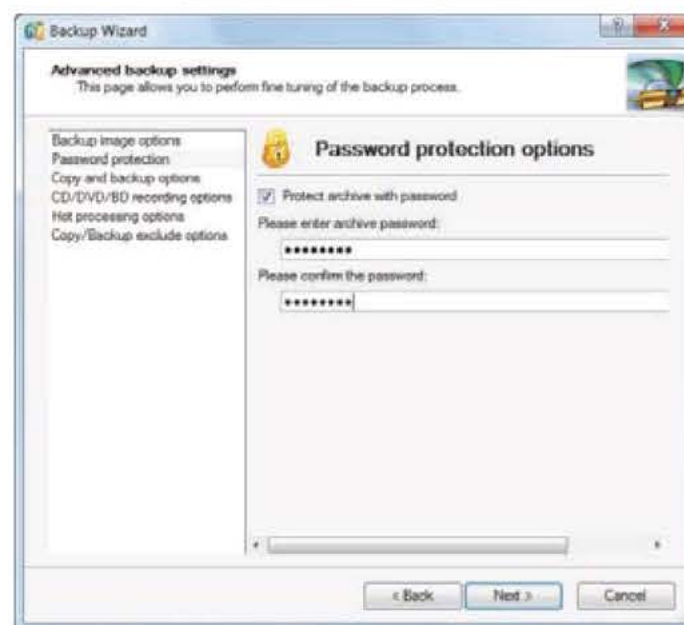 Backup Wizard
Advanced backup settings
This page allows you to perform fine tuning of the backup process.
Backup image options
Password protection
Copy and backup options
CD/DVD/BD recording options
Hot processing options
Copy/Backup exclude options
Password protection options
Protect archive with password
Please enter archive password:
••••••••
Please confirm the password:
••••••••
< Back
Next >
Cancel